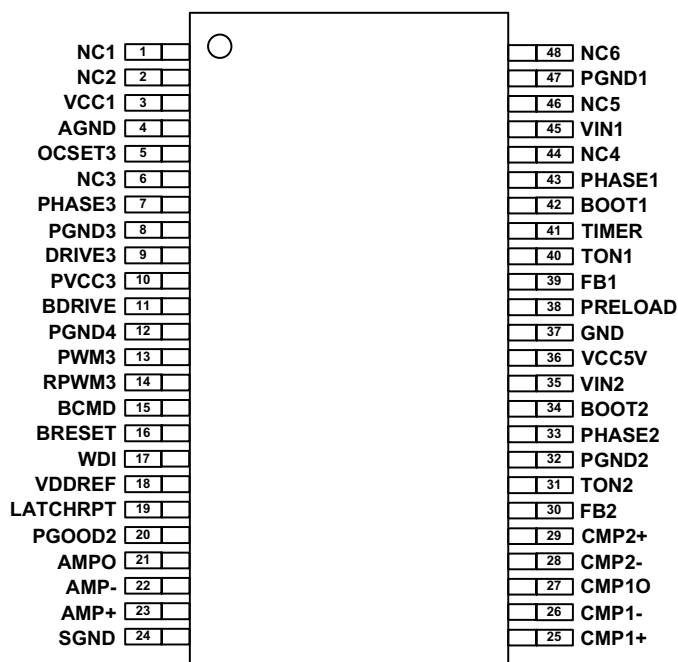 NC1 1
NC2 2
VCC1 3
AGND 4
OCSET3 5
NC3 6
PHASE3 7
PGND3 8
DRIVE3 9
PVCC3 10
BDRIVE 11
PGND4 12
PWM3 13
RPWM3 14
BCMD 15
BRESET 16
WDI 17
VDDREF 18
LATCHRPT 19
PGOOD2 20
AMPO 21
AMP- 22
AMP+ 23
SGND 24
48 NC6
47 PGND1
46 NC5
45 VIN1
44 NC4
43 PHASE1
42 BOOT1
41 TIMER
40 TON1
39 FB1
38 PRELOAD
37 GND
36 VCC5V
35 VIN2
34 BOOT2
33 PHASE2
32 PGND2
31 TON2
30 FB2
29 CMP2+
28 CMP2-
27 CMP1O
26 CMP1-
25 CMP1+